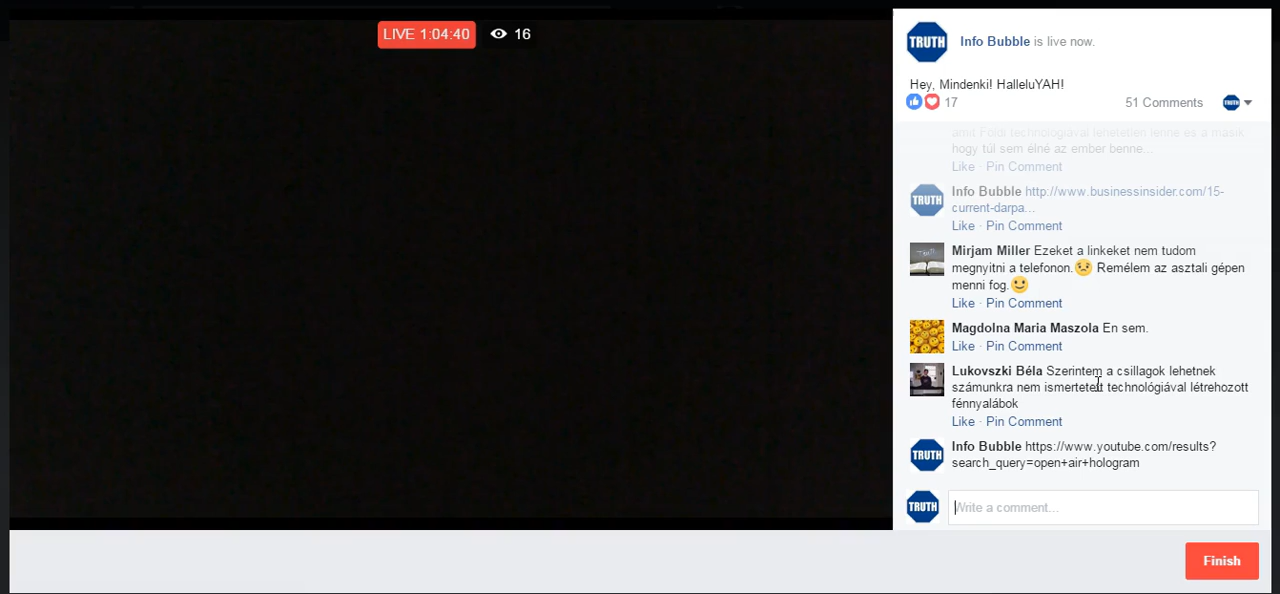 LIVE 1:04:40 16
TRUTH Info Bubble is live now.
Hey, Mindenki! HalleluYAH!
17 51 Comments TRUTH
amit Földi technológiával lehetetlen lenne és a másik
hogy túl sem élné az ember benne...
Like · Pin Comment
TRUTH Info Bubble http://www.businessinsider.com/15-
current-darpa...
Like · Pin Comment
Mirjam Miller Ezeket a linkeket nem tudom
megnyitni a telefonon.😟 Remélem az asztali gépen
menni fog.🙂
Like · Pin Comment
Magdolna Maria Maszola En sem.
Like · Pin Comment
Lukovszki Béla Szerintem a csillagok lehetnek
számunkra nem ismertetett technológiával létrehozott
fénnyalábok
Like · Pin Comment
TRUTH Info Bubble https://www.youtube.com/results?
search_query=open+air+hologram
TRUTH Write a comment...
Finish